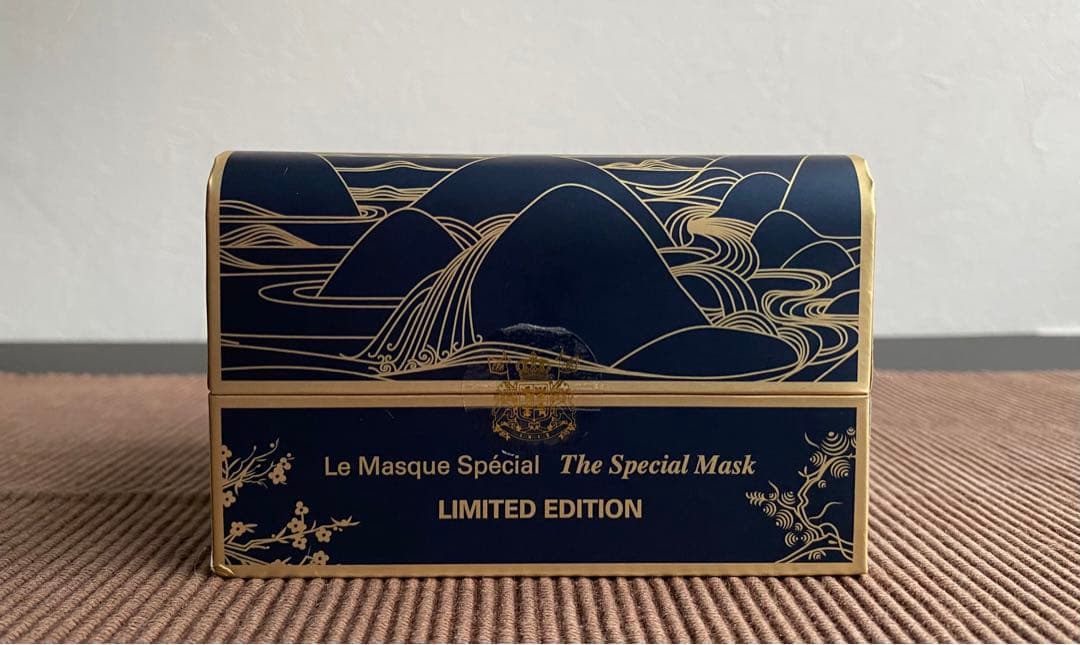 Le Masque Spécial The Special Mask
LIMITED EDITION